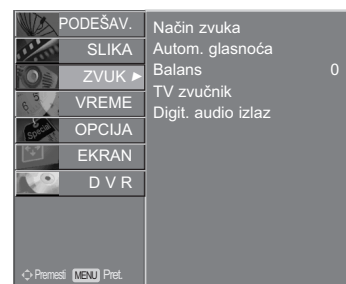 PODEŠAV.
SLIKA
ZVUK ►
VREME
OPCIJA
EKRAN
D V R
Način zvuka
Autom. glasnoća
Balans 0
TV zvučnik
Digit. audio izlaz
Premesti MENU Pret.